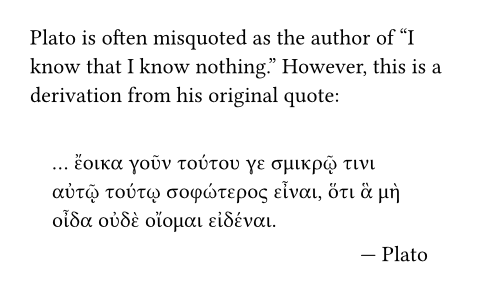 Plato is often misquoted as the author of “I
know that I know nothing.” However, this is a
derivation from his original quote:
… ἔοικα γοῦν τούτου γε σμικρῷ τινι
αὐτῷ τούτῳ σοφώτερος εἶναι, ὅτι ἃ μὴ
οἶδα οὐδὲ οἴομαι εἰδέναι.
— Plato